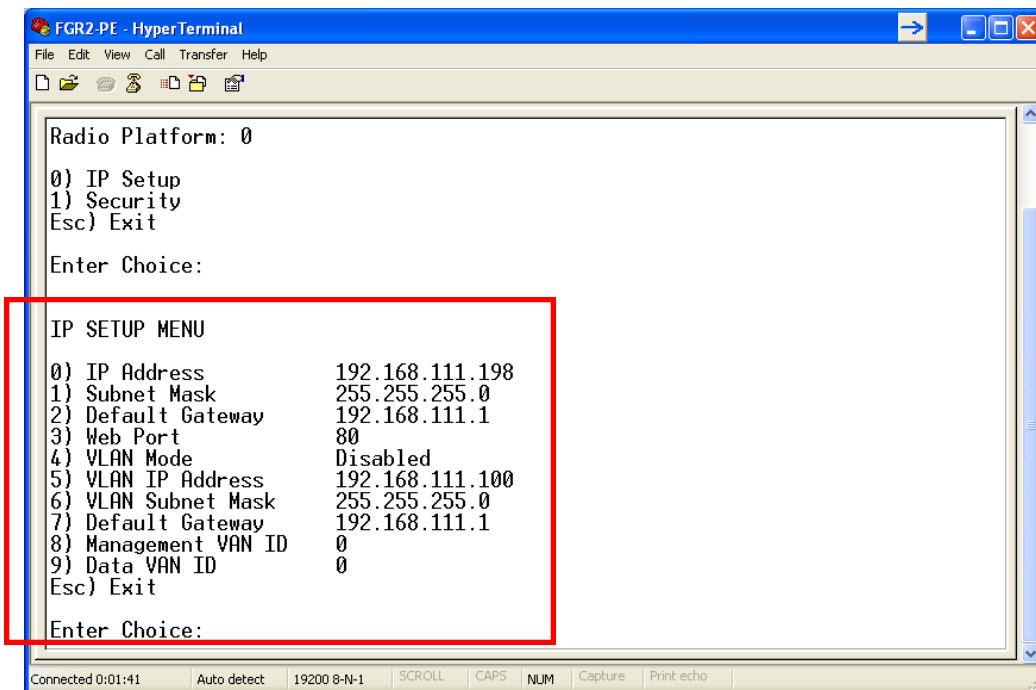 FGR2-PE - HyperTerminal
File Edit View Call Transfer Help
Radio Platform: 0
0) IP Setup
1) Security
Esc) Exit
Enter Choice:
IP SETUP MENU
0) IP Address 192.168.111.198
1) Subnet Mask 255.255.255.0
2) Default Gateway 192.168.111.1
3) Web Port 80
4) VLAN Mode Disabled
5) VLAN IP Address 192.168.111.100
6) VLAN Subnet Mask 255.255.255.0
7) Default Gateway 192.168.111.1
8) Management VAN ID 0
9) Data VAN ID 0
Esc) Exit
Enter Choice:
Connected 0:01:41 Auto detect 19200 8-N-1 SCROLL CAPS NUM Capture Print echo